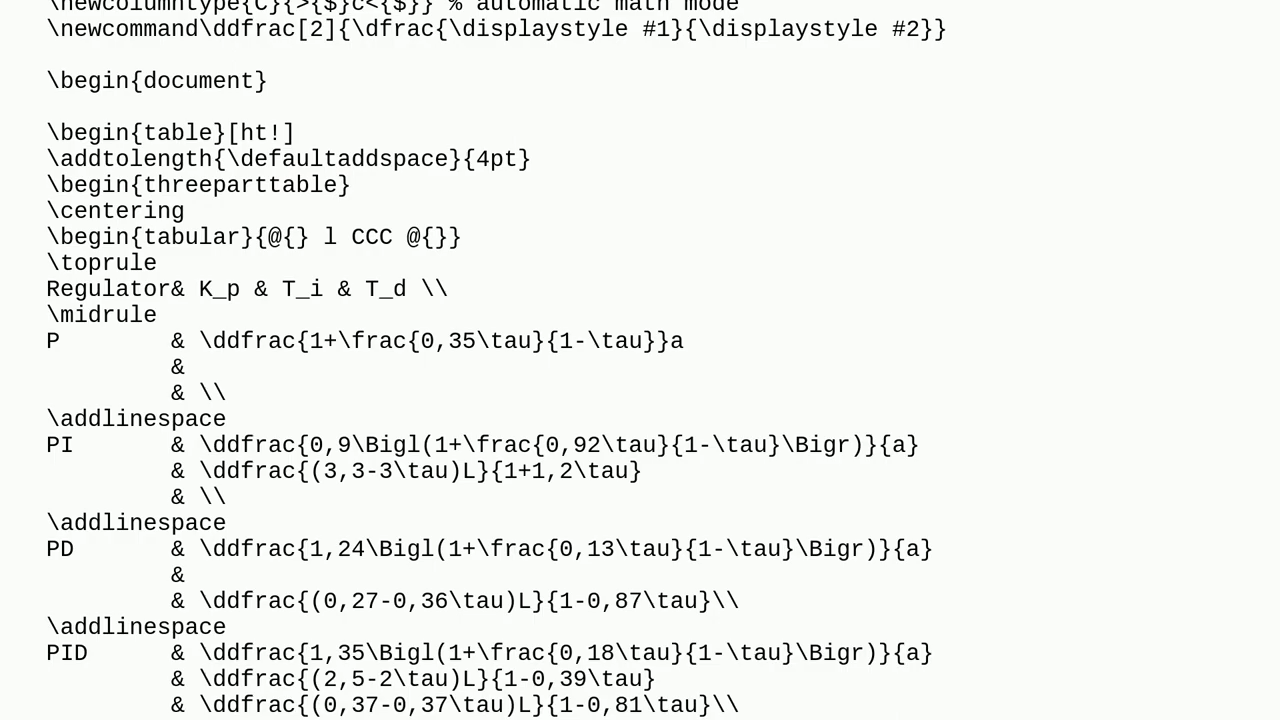 \newcolumntype{C}{>{$}c<{$}} % automatic math mode
\newcommand\ddfrac[2]{\dfrac{\displaystyle #1}{\displaystyle #2}}
\begin{document}
\begin{table}[ht!]
\addtolength{\defaultaddspace}{4pt}
\begin{threeparttable}
\centering
\begin{tabular}{@{} l CCC @{}}
\toprule
Regulator& K_p & T_i & T_d \\
\midrule
P        & \ddfrac{1+\frac{0,35\tau}{1-\tau}}a
         &
         & \\
\addlinespace
PI       & \ddfrac{0,9\Bigl(1+\frac{0,92\tau}{1-\tau}\Bigr)}{a}
         & \ddfrac{(3,3-3\tau)L}{1+1,2\tau}
         & \\
\addlinespace
PD       & \ddfrac{1,24\Bigl(1+\frac{0,13\tau}{1-\tau}\Bigr)}{a}
         &
         & \ddfrac{(0,27-0,36\tau)L}{1-0,87\tau}\\
\addlinespace
PID      & \ddfrac{1,35\Bigl(1+\frac{0,18\tau}{1-\tau}\Bigr)}{a}
         & \ddfrac{(2,5-2\tau)L}{1-0,39\tau}
         & \ddfrac{(0,37-0,37\tau)L}{1-0,81\tau}\\